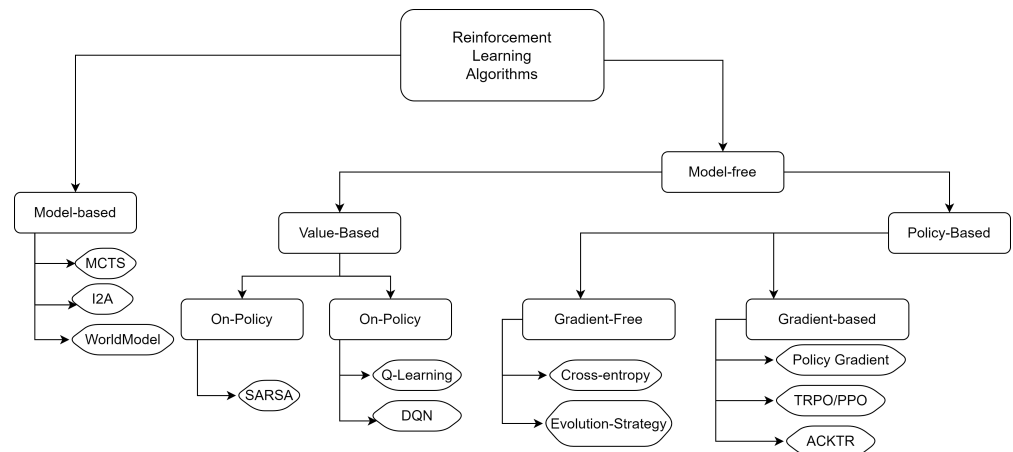 Reinforcement
Learning
Algorithms
Model-free
Model-based
Value-Based
Policy-Based
MCTS
I2A
WorldModel
On-Policy
On-Policy
Gradient-Free
Gradient-based
SARSA
Q-Learning
DQN
Cross-entropy
Evolution-Strategy
Policy Gradient
TRPO/PPO
ACKTR